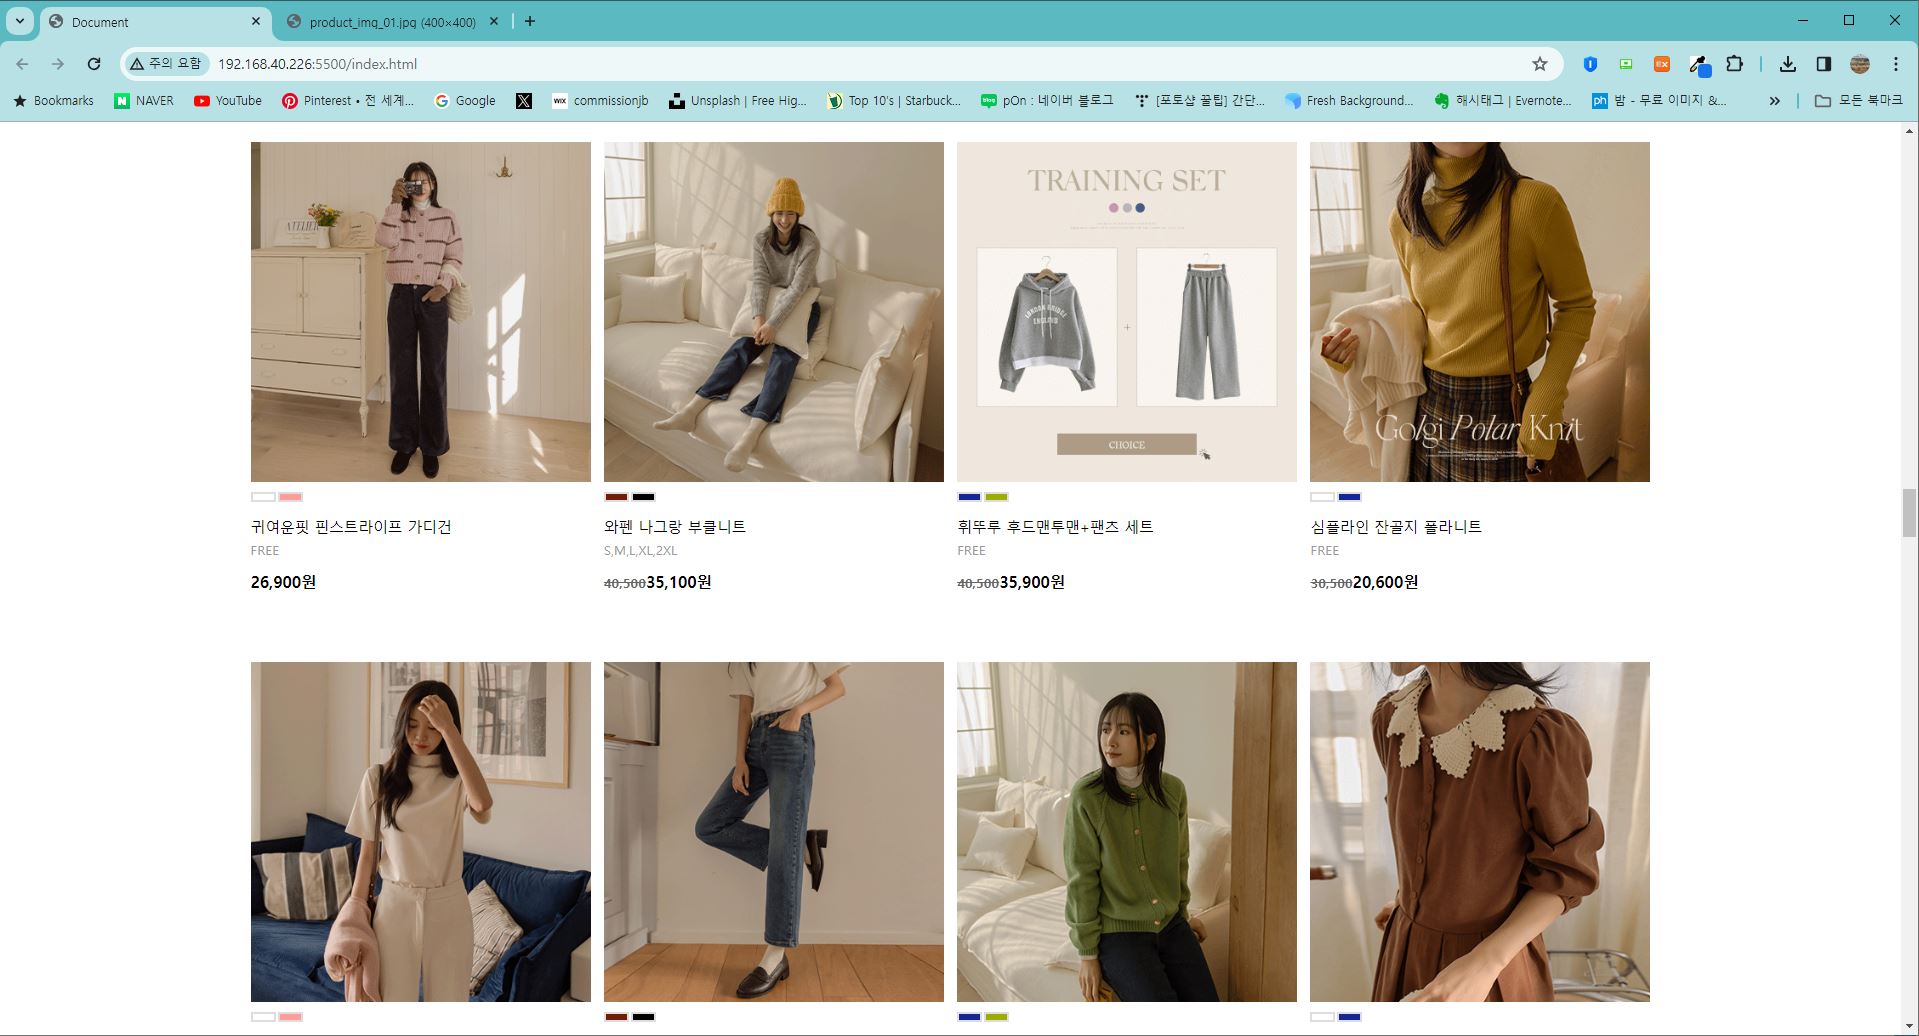 Document
product_img_01.jpg (400×400)
주의 요함
192.168.40.226:5500/index.html
Bookmarks
NAVER
YouTube
Pinterest • 전 세계...
Google
commissionjb
Unsplash | Free Hig...
Top 10's | Starbuck...
pOn : 네이버 블로그
[포토샵 꿀팁] 간단...
Fresh Background...
해시태그 | Evernote...
밤 - 무료 이미지 &...
모든 북마크
ATELIER
TRAINING SET
LONDON BRIDGE
ENGLAND
+
CHOICE
Golgi Polar Knit
귀여운핏 핀스트라이프 가디건
FREE
26,900원
와펜 나그랑 부클니트
S,M,L,XL,2XL
40,50035,100원
휘뚜루 후드맨투맨+팬츠 세트
FREE
40,50035,900원
심플라인 잔골지 폴라니트
FREE
30,50020,600원